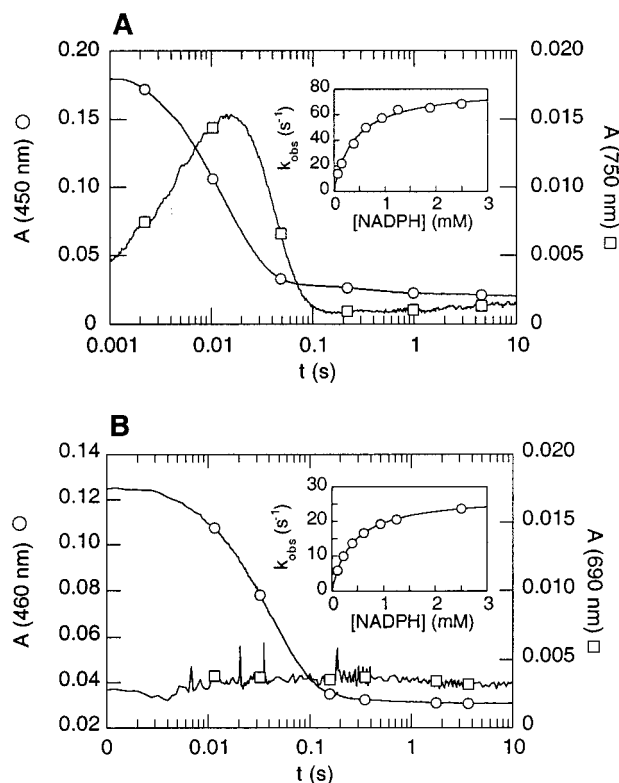 A
0.20
0.15
0.10
0.05
0
A (450 nm) ○
0.020
0.015
0.010
0.005
0
A (750 nm) □
80
60
40
20
0
k_obs (s⁻¹)
0 1 2 3
[NADPH] (mM)
0.001 0.01 0.1 1 10
t (s)
B
0.14
0.12
0.10
0.08
0.06
0.04
0.02
A (460 nm) ○
0.020
0.015
0.010
0.005
0
A (690 nm) □
30
20
10
0
k_obs (s⁻¹)
0 1 2 3
[NADPH] (mM)
0 0.01 0.1 1 10
t (s)